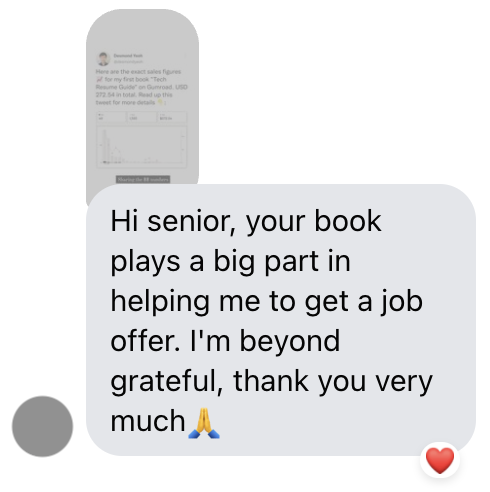 Here are the exact sales figures
for my first book "Tech
Resume Guide" on Gumroad. USD
272.54 in total. Read up this
tweet for more details 👇
Hi senior, your book
plays a big part in
helping me to get a job
offer. I'm beyond
grateful, thank you very
much🙏